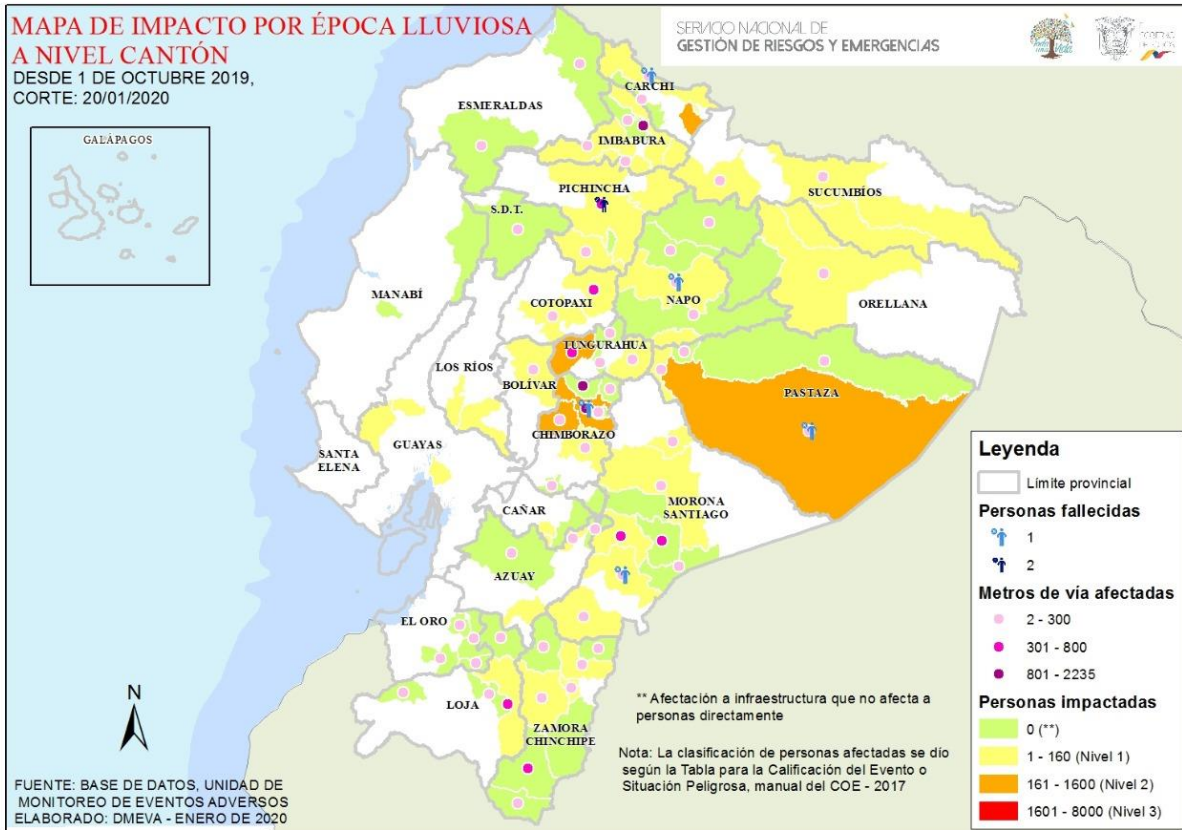 MAPA DE IMPACTO POR ÉPOCA LLUVIOSA
A NIVEL CANTÓN
DESDE 1 DE OCTUBRE 2019,
CORTE: 20/01/2020
SERVICIO NACIONAL DE
GESTIÓN DE RIESGOS Y EMERGENCIAS
GALÁPAGOS
ESMERALDAS
CARCHI
IMBABURA
PICHINCHA
SUCUMBÍOS
S.D.T.
MANABÍ
COTOPAXI
NAPO
ORELLANA
TUNGURAHUA
LOS RÍOS
BOLÍVAR
PASTAZA
CHIMBORAZO
GUAYAS
SANTA
ELENA
CAÑAR
MORONA
SANTIAGO
AZUAY
EL ORO
LOJA
ZAMORA
CHINCHIPE
N
Leyenda
Límite provincial
Personas fallecidas
1
2
Metros de vía afectadas
2 - 300
301 - 800
801 - 2235
Personas impactadas
0 (**)
1 - 160 (Nivel 1)
161 - 1600 (Nivel 2)
1601 - 8000 (Nivel 3)
** Afectación a infraestructura que no afecta a
personas directamente
Nota: La clasificación de personas afectadas se dío
según la Tabla para la Calificación del Evento o
Situación Peligrosa, manual del COE - 2017
FUENTE: BASE DE DATOS, UNIDAD DE
MONITOREO DE EVENTOS ADVERSOS
ELABORADO: DMEVA - ENERO DE 2020